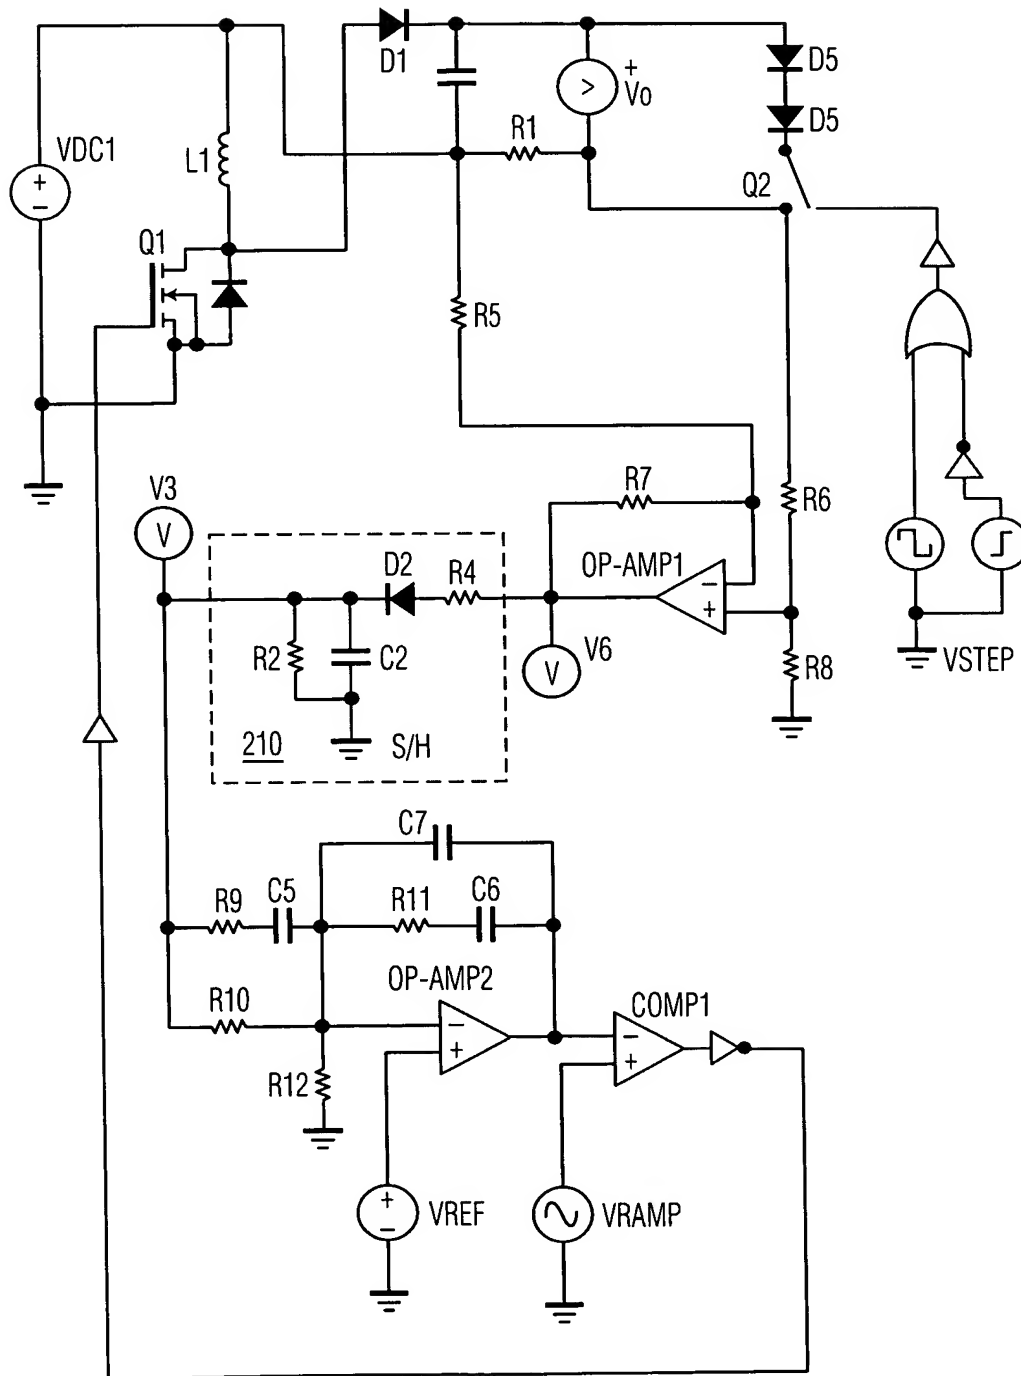 D1
+
Vo
D5
D5
R1
VDC1
+
−
L1
Q2
Q1
R5
V3
V
R7
R6
D2
R4
OP-AMP1
−
+
R2
C2
V6
V
R8
VSTEP
210
S/H
C7
R9
C5
R11
C6
OP-AMP2
COMP1
R10
−
+
−
+
R12
+
−
VREF
VRAMP